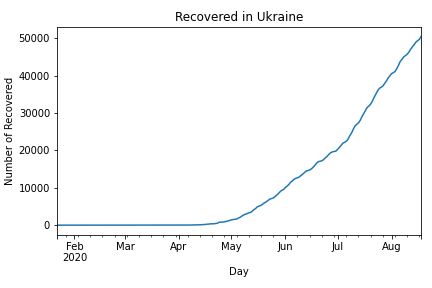 Recovered in Ukraine
Number of Recovered
50000
40000
30000
20000
10000
0
Feb Mar Apr May Jun Jul Aug
2020
Day